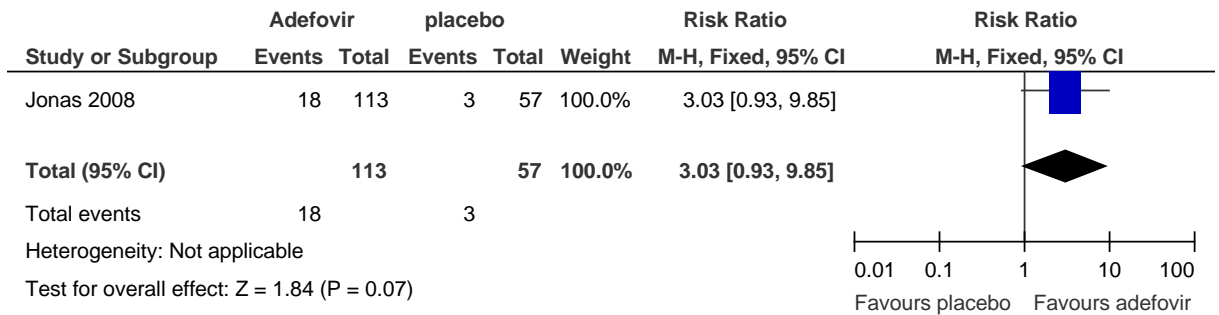 Adefovir placebo Risk Ratio Risk Ratio
Study or Subgroup Events Total Events Total Weight M-H, Fixed, 95% CI M-H, Fixed, 95% CI
Jonas 2008 18 113 3 57 100.0% 3.03 [0.93, 9.85]
Total (95% CI) 113 57 100.0% 3.03 [0.93, 9.85]
Total events 18 3
Heterogeneity: Not applicable
Test for overall effect: Z = 1.84 (P = 0.07)
0.01 0.1 1 10 100
Favours placebo Favours adefovir